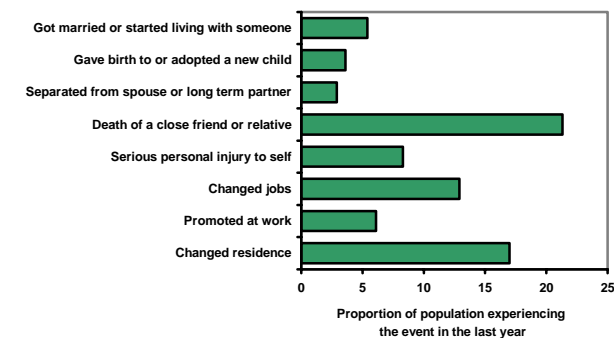 Got married or started living with someone
Gave birth to or adopted a new child
Separated from spouse or long term partner
Death of a close friend or relative
Serious personal injury to self
Changed jobs
Promoted at work
Changed residence
0 5 10 15 20 25
Proportion of population experiencing
the event in the last year